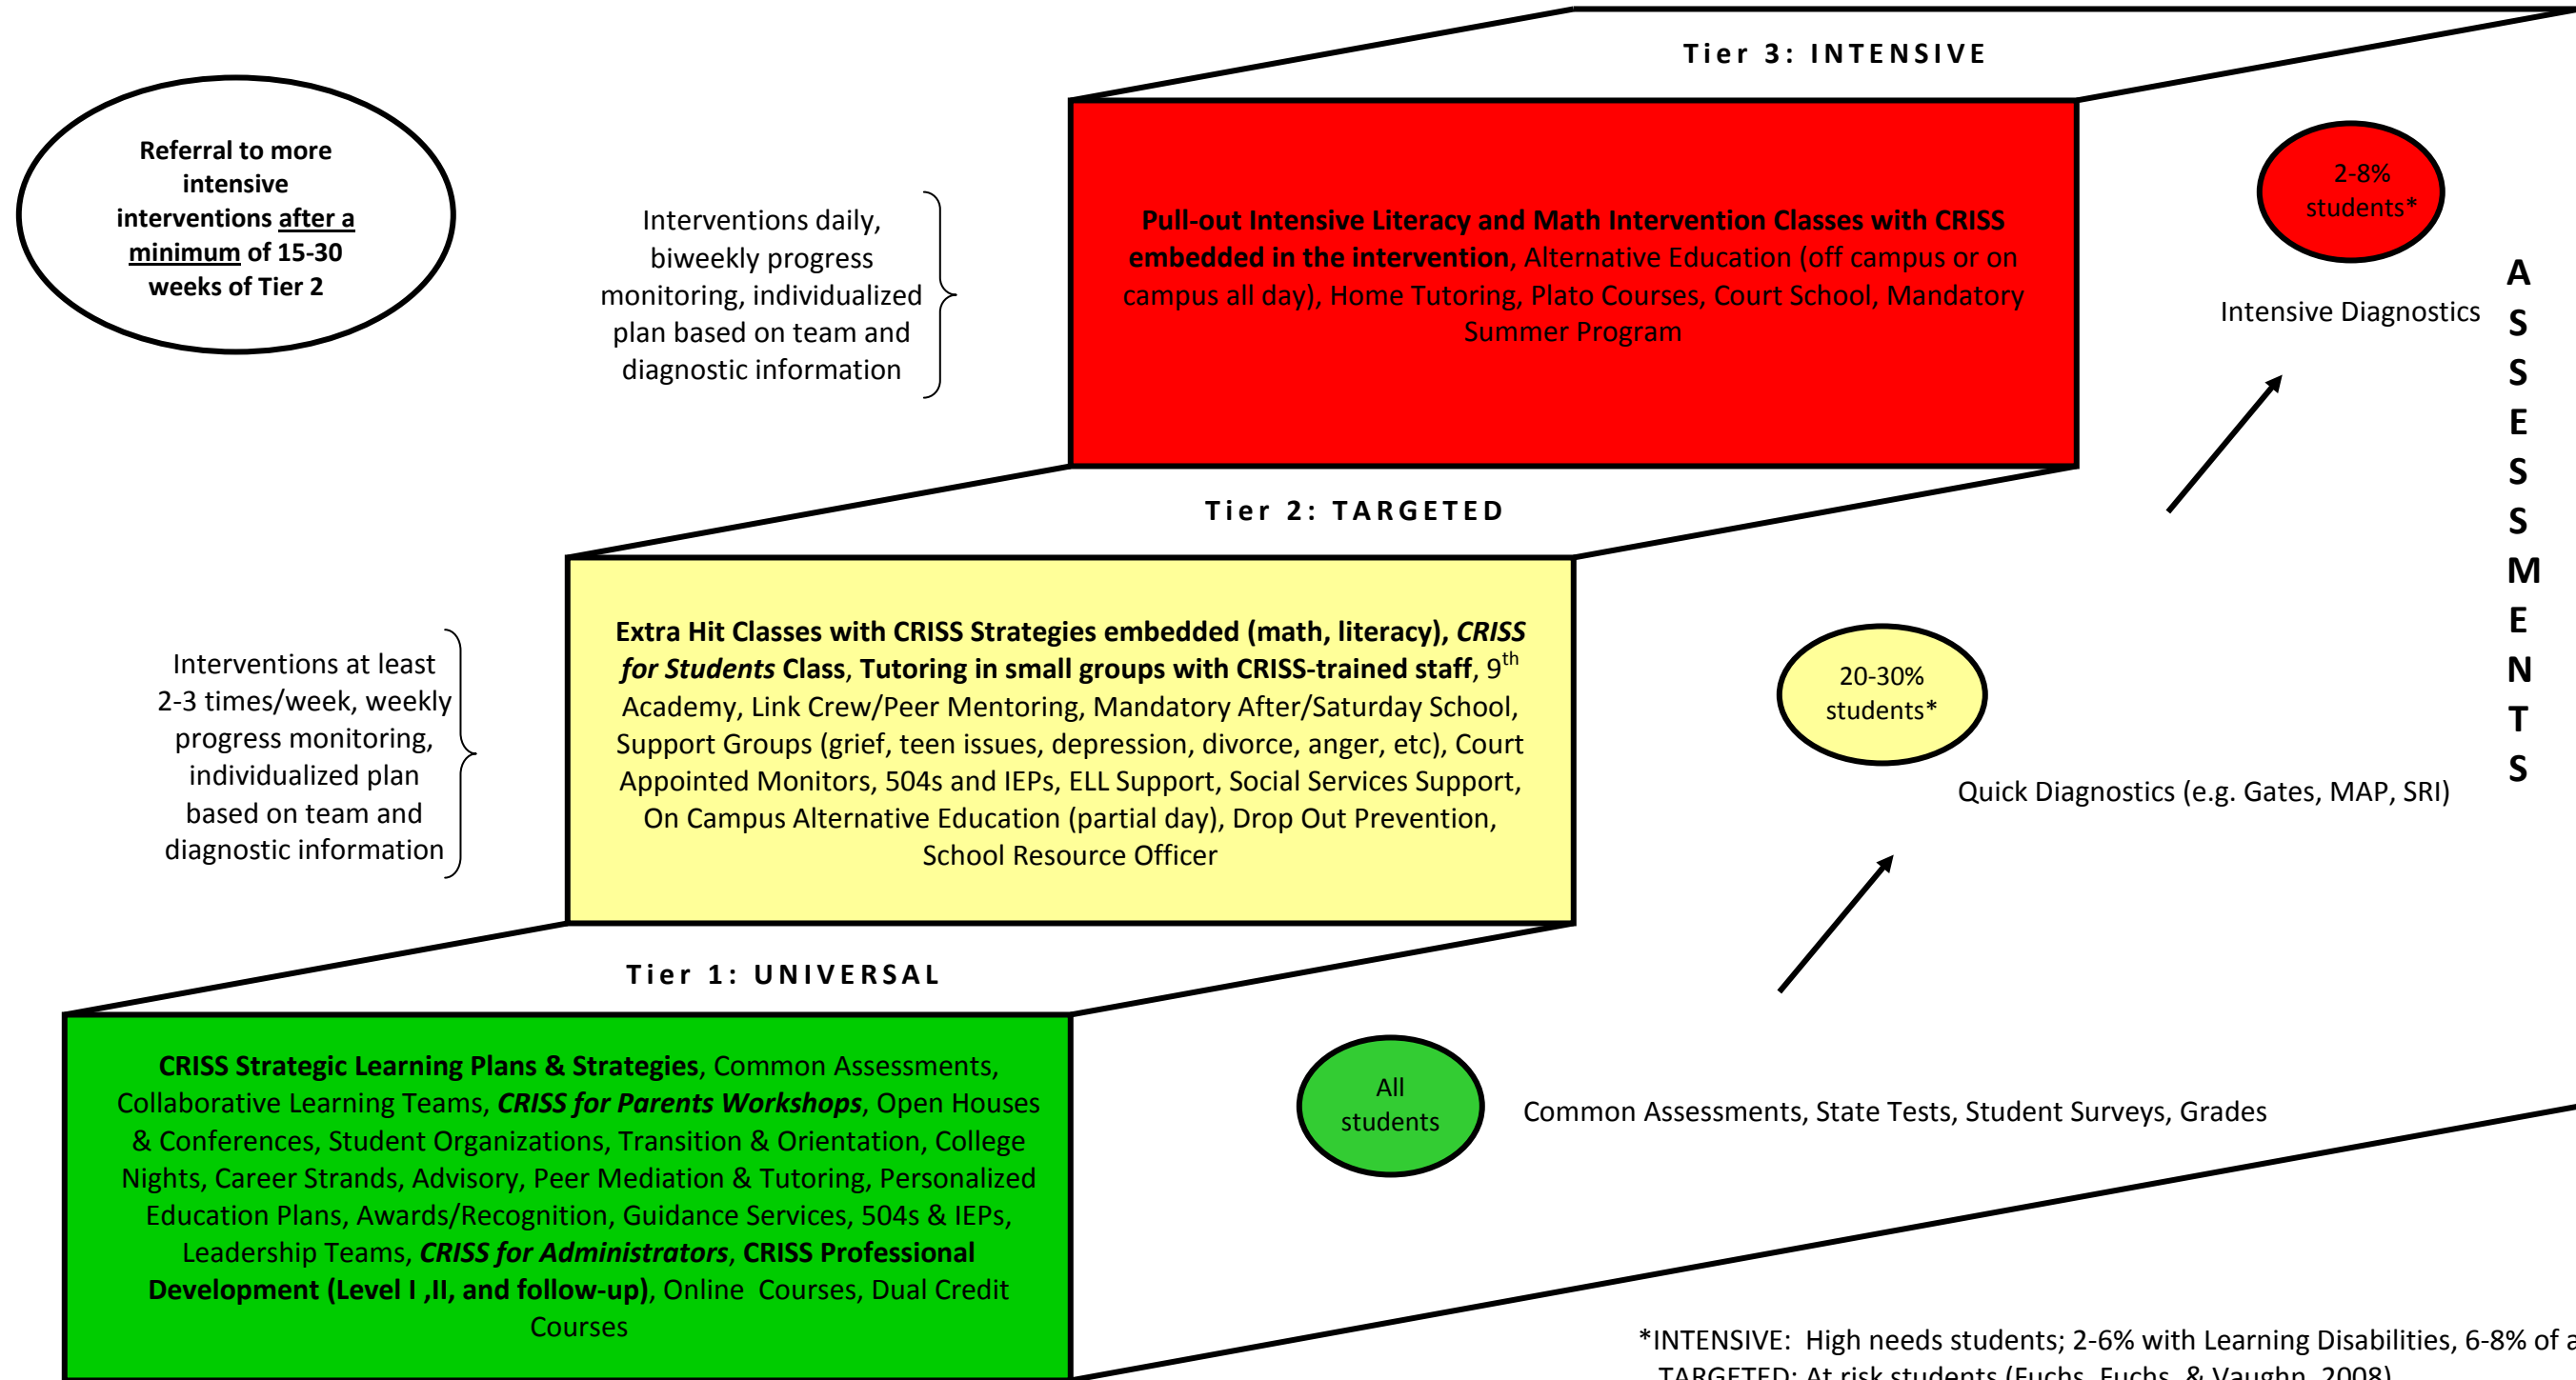 Tier 3: INTENSIVE
Referral to more
intensive
interventions after a
minimum of 15-30
weeks of Tier 2
Interventions daily,
biweekly progress
monitoring, individualized
plan based on team and
diagnostic information
Pull-out Intensive Literacy and Math Intervention Classes with CRISS
embedded in the intervention, Alternative Education (off campus or on
campus all day), Home Tutoring, Plato Courses, Court School, Mandatory
Summer Program
2-8%
students*
Intensive Diagnostics
A
S
S
E
S
S
M
E
N
T
S
Tier 2: TARGETED
Interventions at least
2-3 times/week, weekly
progress monitoring,
individualized plan
based on team and
diagnostic information
Extra Hit Classes with CRISS Strategies embedded (math, literacy), CRISS
for Students Class, Tutoring in small groups with CRISS-trained staff, 9th
Academy, Link Crew/Peer Mentoring, Mandatory After/Saturday School,
Support Groups (grief, teen issues, depression, divorce, anger, etc), Court
Appointed Monitors, 504s and IEPs, ELL Support, Social Services Support,
On Campus Alternative Education (partial day), Drop Out Prevention,
School Resource Officer
20-30%
students*
Quick Diagnostics (e.g. Gates, MAP, SRI)
Tier 1: UNIVERSAL
CRISS Strategic Learning Plans & Strategies, Common Assessments,
Collaborative Learning Teams, CRISS for Parents Workshops, Open Houses
& Conferences, Student Organizations, Transition & Orientation, College
Nights, Career Strands, Advisory, Peer Mediation & Tutoring, Personalized
Education Plans, Awards/Recognition, Guidance Services, 504s & IEPs,
Leadership Teams, CRISS for Administrators, CRISS Professional
Development (Level I ,II, and follow-up), Online Courses, Dual Credit
Courses
All
students
Common Assessments, State Tests, Student Surveys, Grades
*INTENSIVE: High needs students; 2-6% with Learning Disabilities, 6-8% of
TARGETED: At risk students (Fuchs, Fuchs, & Vaughn, 2008)